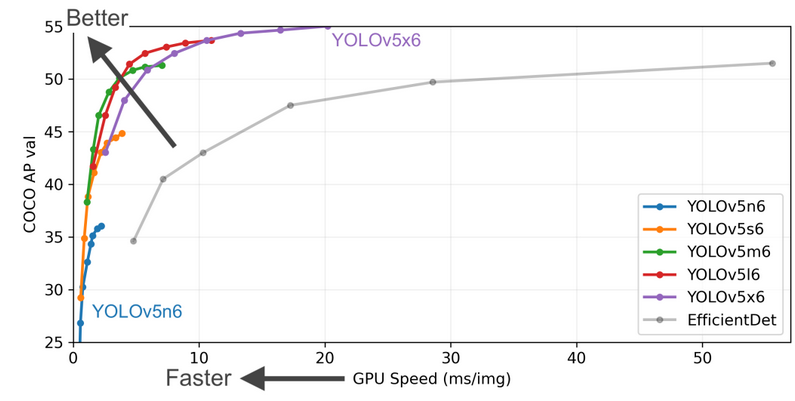 Better
55
50
45
40
35
30
25
COCO AP val
YOLOv5x6
YOLOv5n6
YOLOv5n6
YOLOv5s6
YOLOv5m6
YOLOv5l6
YOLOv5x6
EfficientDet
0 10 20 30 40 50
Faster GPU Speed (ms/img)